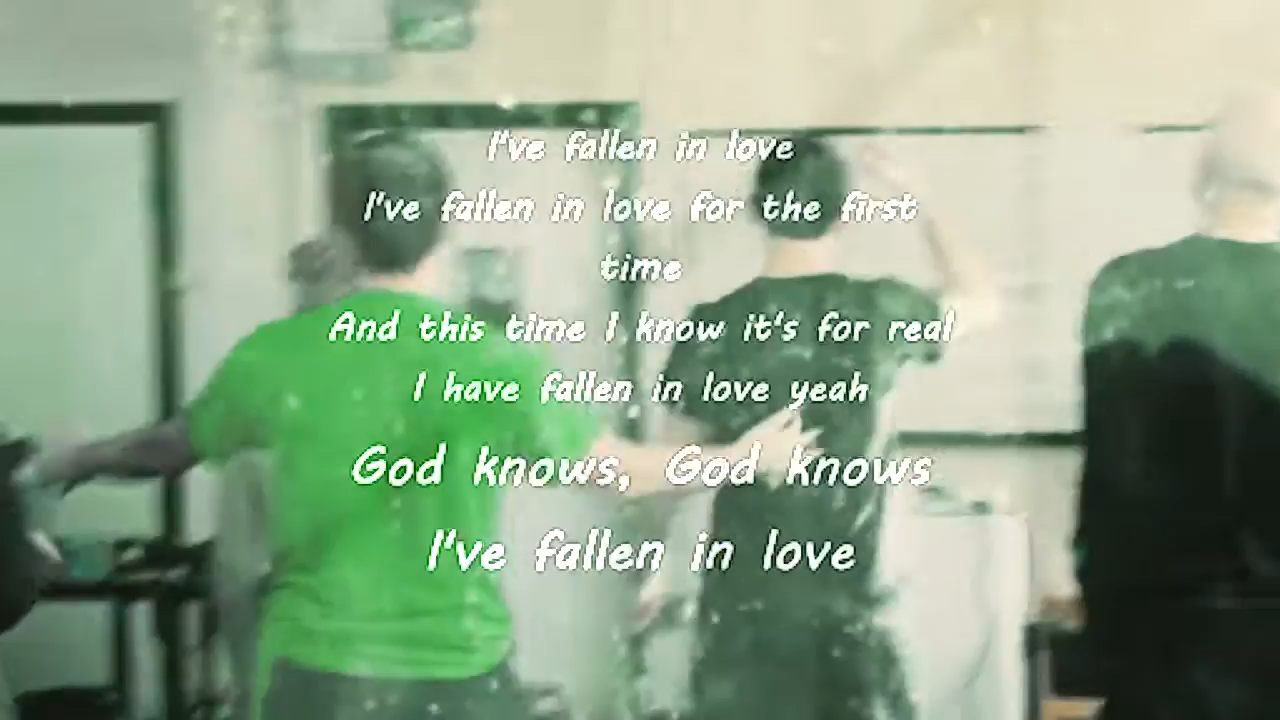 I've fallen in love
I've fallen in love for the first
time
And this time I know it's for real
I have fallen in love yeah
God knows, God knows
I've fallen in love